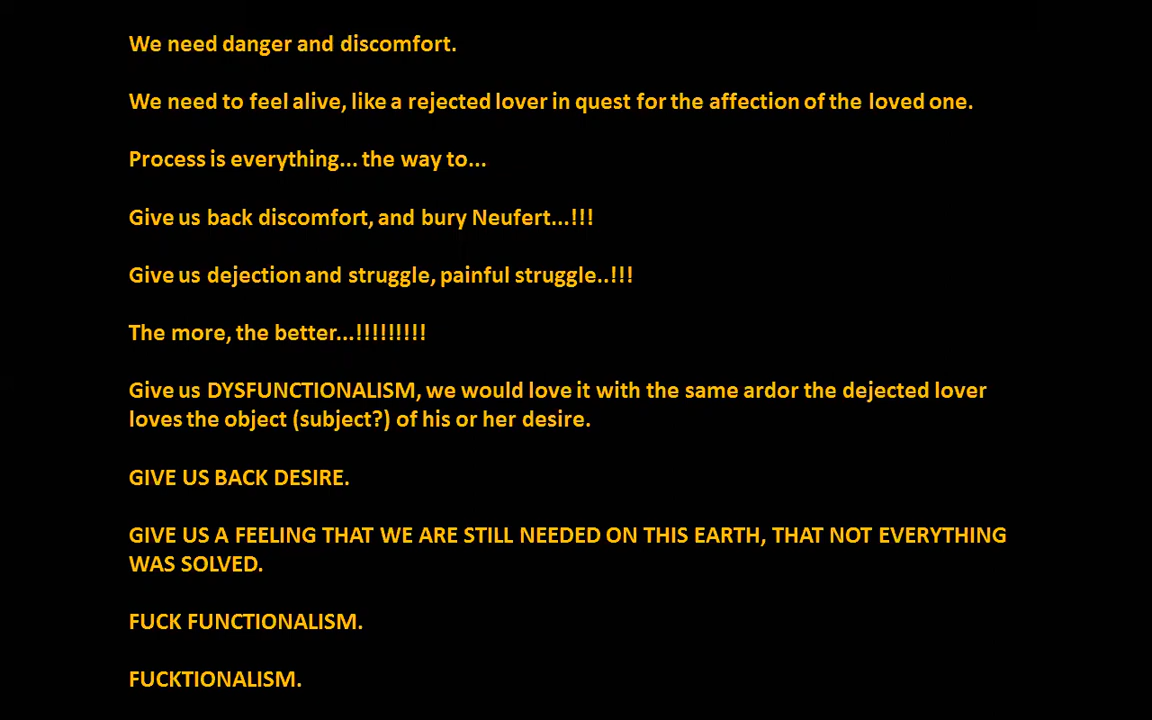 We need danger and discomfort.
We need to feel alive, like a rejected lover in quest for the affection of the loved one.
Process is everything... the way to...
Give us back discomfort, and bury Neufert...!!!
Give us dejection and struggle, painful struggle..!!!
The more, the better...!!!!!!!!!
Give us DYSFUNCTIONALISM, we would love it with the same ardor the dejected lover
loves the object (subject?) of his or her desire.
GIVE US BACK DESIRE.
GIVE US A FEELING THAT WE ARE STILL NEEDED ON THIS EARTH, THAT NOT EVERYTHING
WAS SOLVED.
FUCK FUNCTIONALISM.
FUCKTIONALISM.